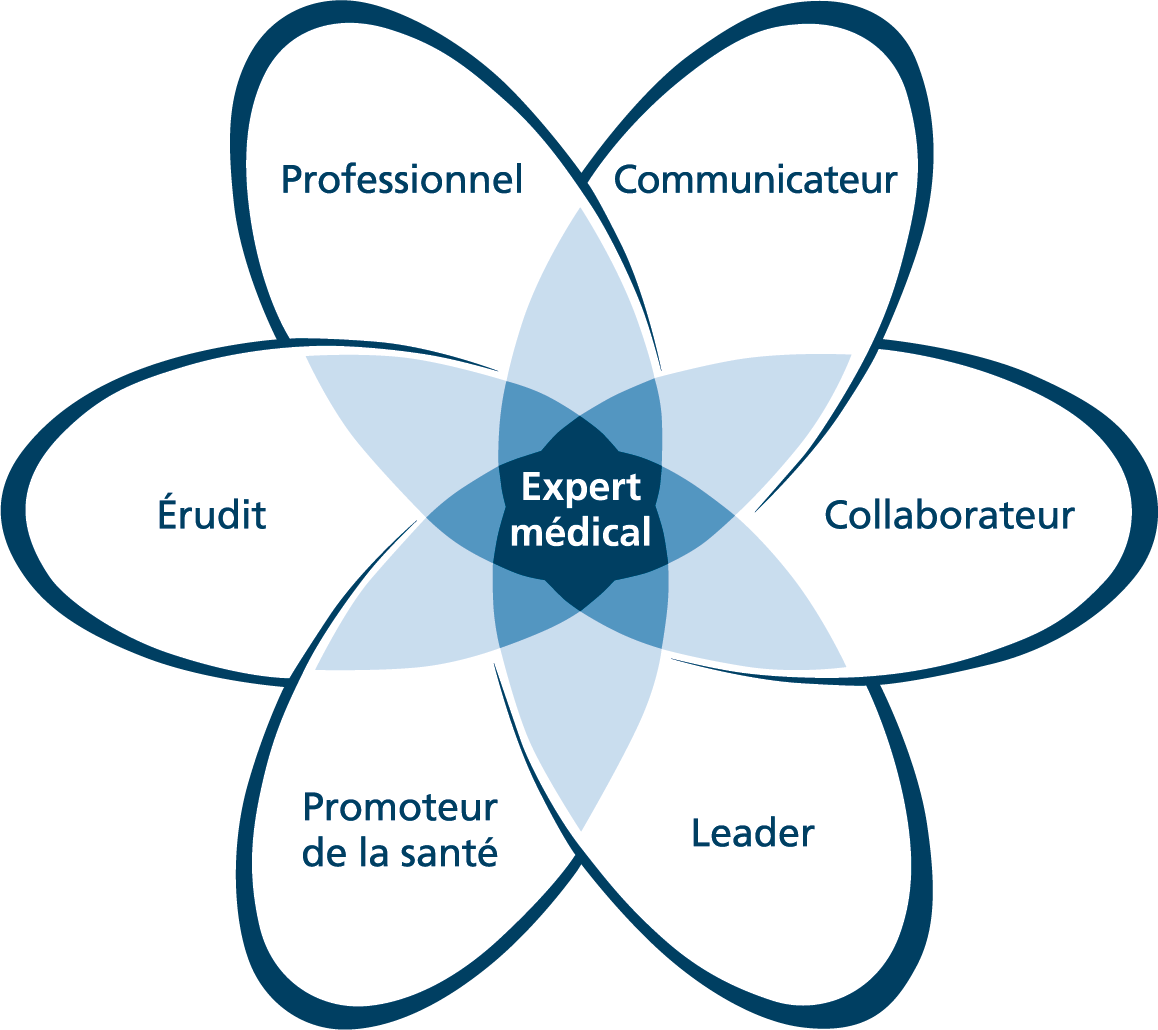 Professionnel
Communicateur
Érudit
Expert
médical
Collaborateur
Promoteur
de la santé
Leader